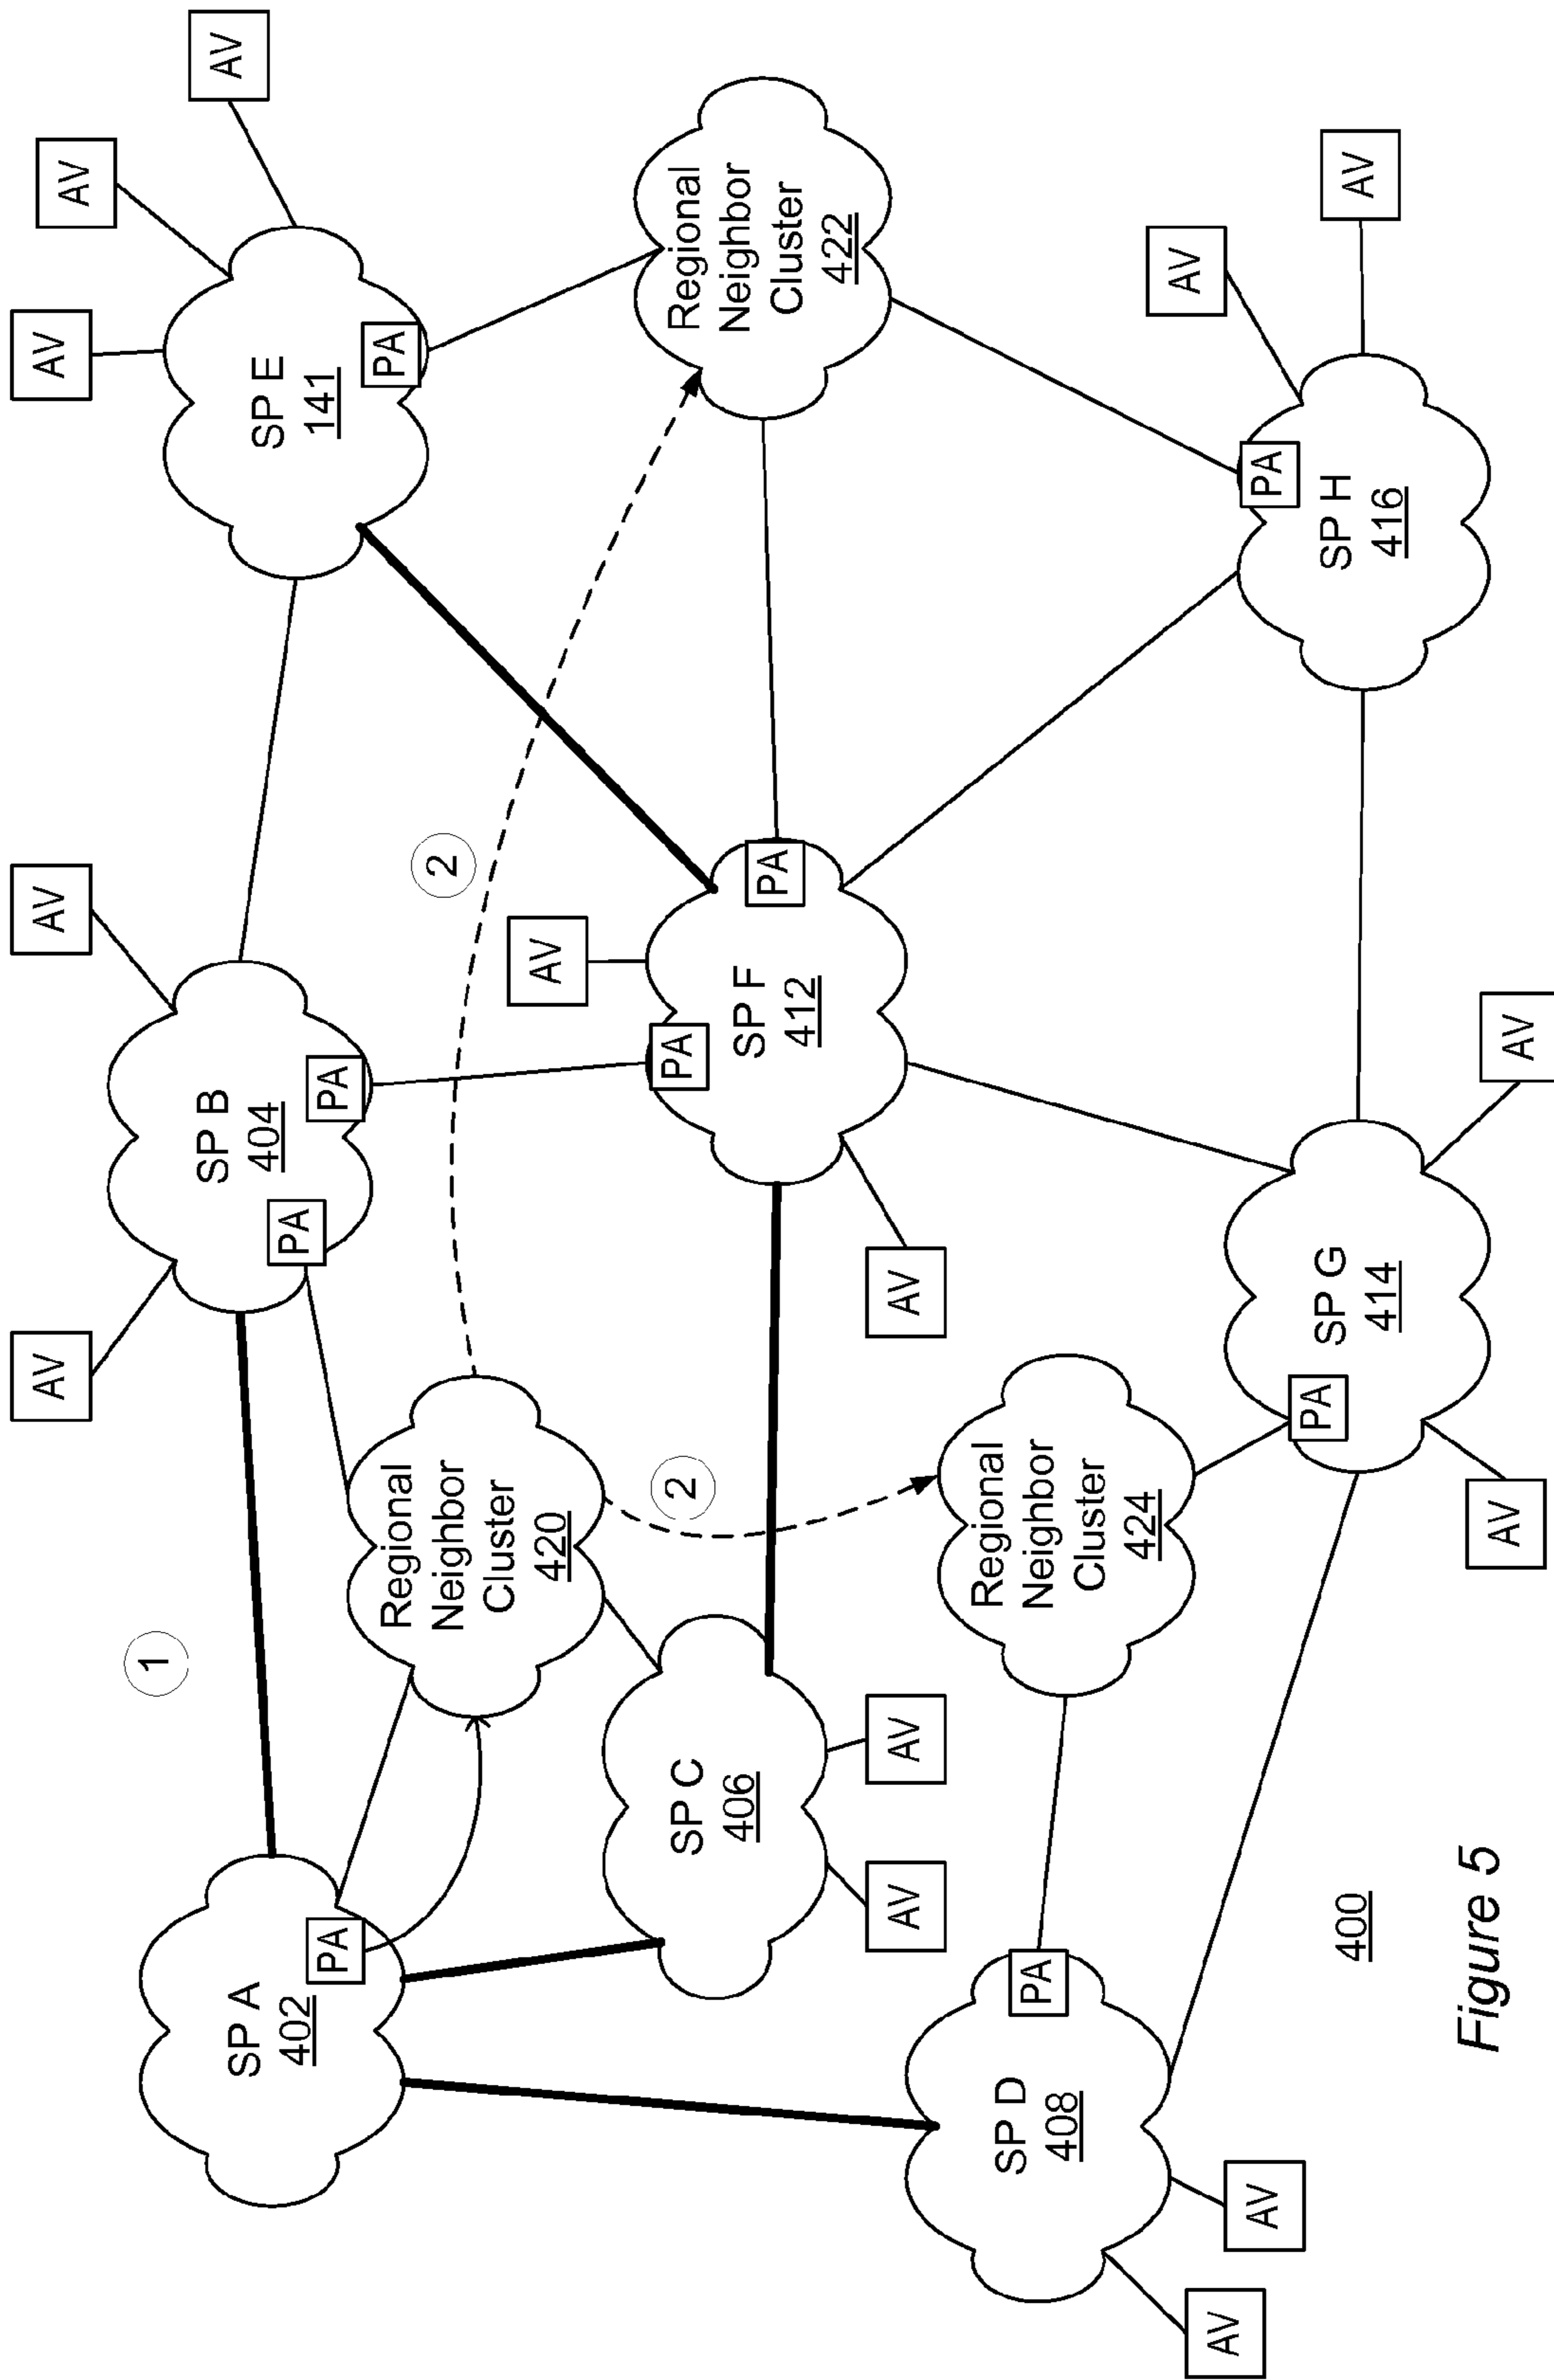 AV
AV
AV
AV
AV
SP E
141
PA
1
SP B
404
PA
PA
SP A
402
PA
2
Regional
Neighbor
Cluster
420
AV
Regional
Neighbor
Cluster
422
2
SP F
412
PA
PA
SP C
406
AV
AV
AV
Regional
Neighbor
Cluster
424
SP D
408
PA
AV
AV
SP G
414
PA
AV
AV
SP H
416
PA
AV
AV
400
Figure 5